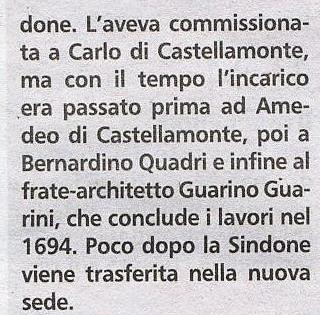 done. L'aveva commissiona-
ta a Carlo di Castellamonte,
ma con il tempo l'incarico
era passato prima ad Ame-
deo di Castellamonte, poi a
Bernardino Quadri e infine al
frate-architetto Guarino Gua-
rini, che conclude i lavori nel
1694. Poco dopo la Sindone
viene trasferita nella nuova
sede.